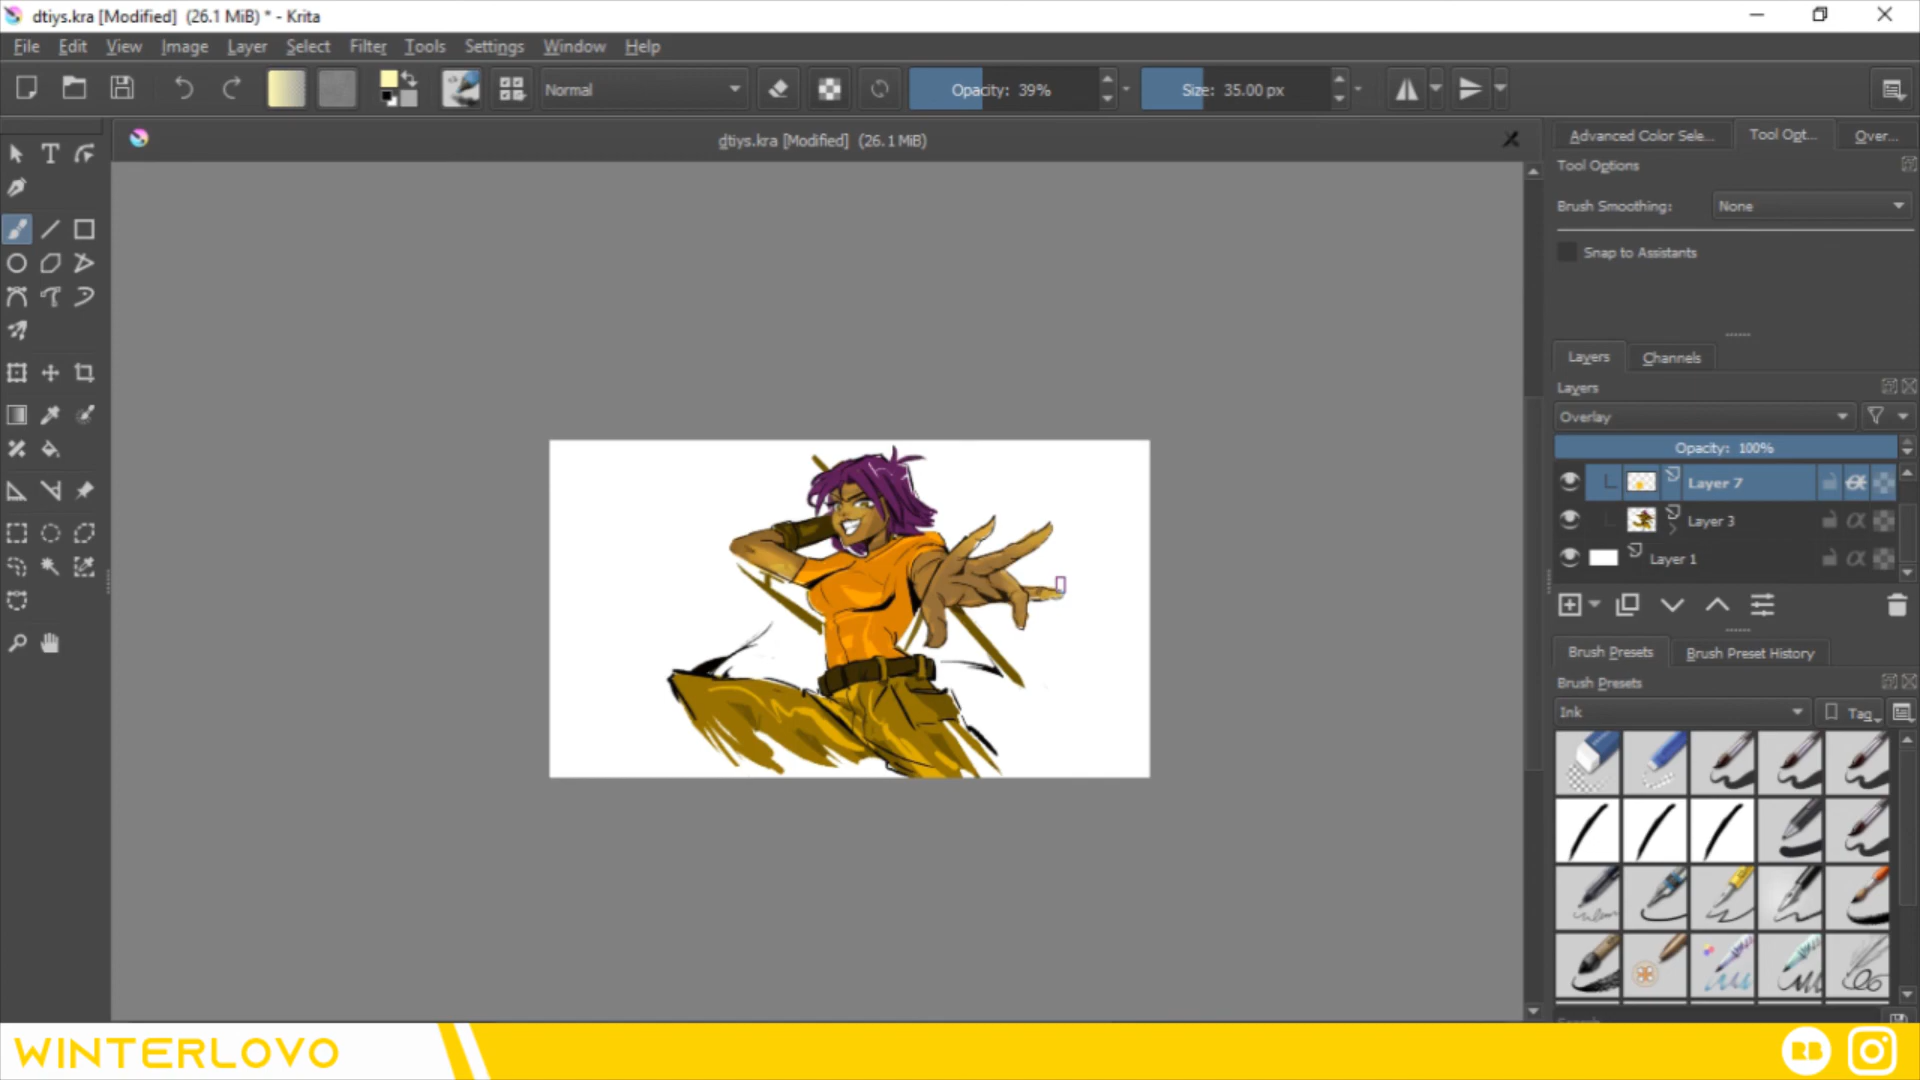 dtiys.kra [Modified] (26.1 MiB) * - Krita
File Edit View Image Layer Select Filter Tools Settings Window Help
Normal Opacity: 39% Size: 35.00 px
dtiys.kra [Modified] (26.1 MiB)
Advanced Color Sele... Tool Opt... Over...
Tool Options
Brush Smoothing: None
Snap to Assistants
Layers Channels
Layers
Overlay
Opacity: 100%
Layer 7
Layer 3
Layer 1
Brush Presets Brush Preset History
Brush Presets
Ink Tag
WINTERLOVO RB